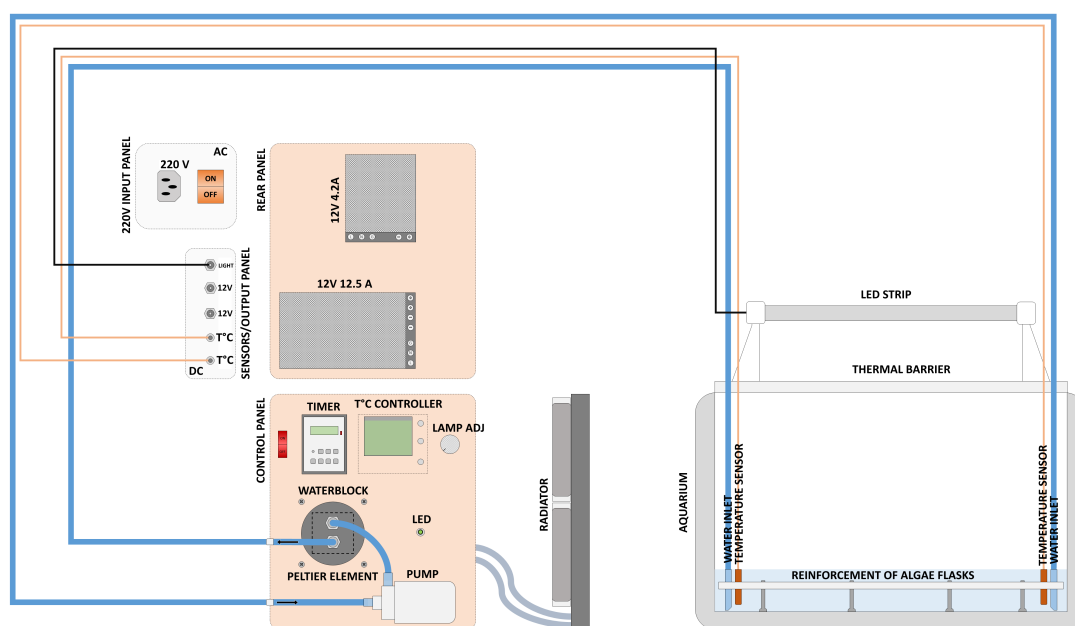 220V INPUT PANEL
AC
220 V
ON
OFF
REAR PANEL
12V 4.2A
12V 12.5 A
SENSORS/OUTPUT PANEL
LIGHT
12V
12V
T°C
T°C
DC
CONTROL PANEL
TIMER
T°C CONTROLLER
LAMP ADJ
WATERBLOCK
LED
PELTIER ELEMENT
PUMP
RADIATOR
LED STRIP
THERMAL BARRIER
AQUARIUM
WATER INLET
TEMPERATURE SENSOR
TEMPERATURE SENSOR
WATER INLET
REINFORCEMENT OF ALGAE FLASKS